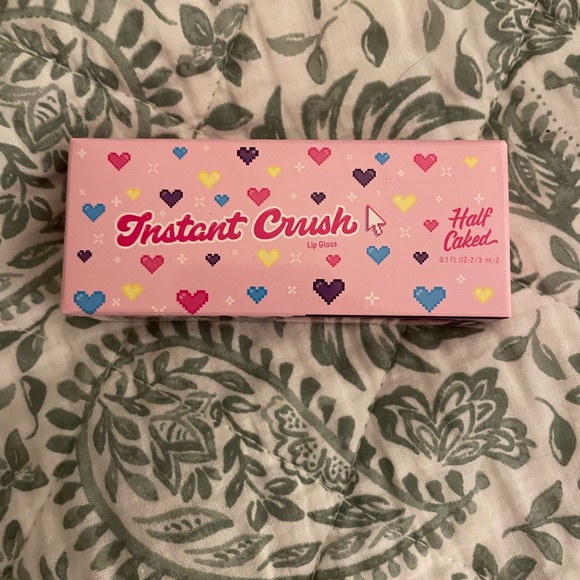 Instant Crush
Lip Gloss
Half
Caked
0.1 FL OZ-2/3 mL-2